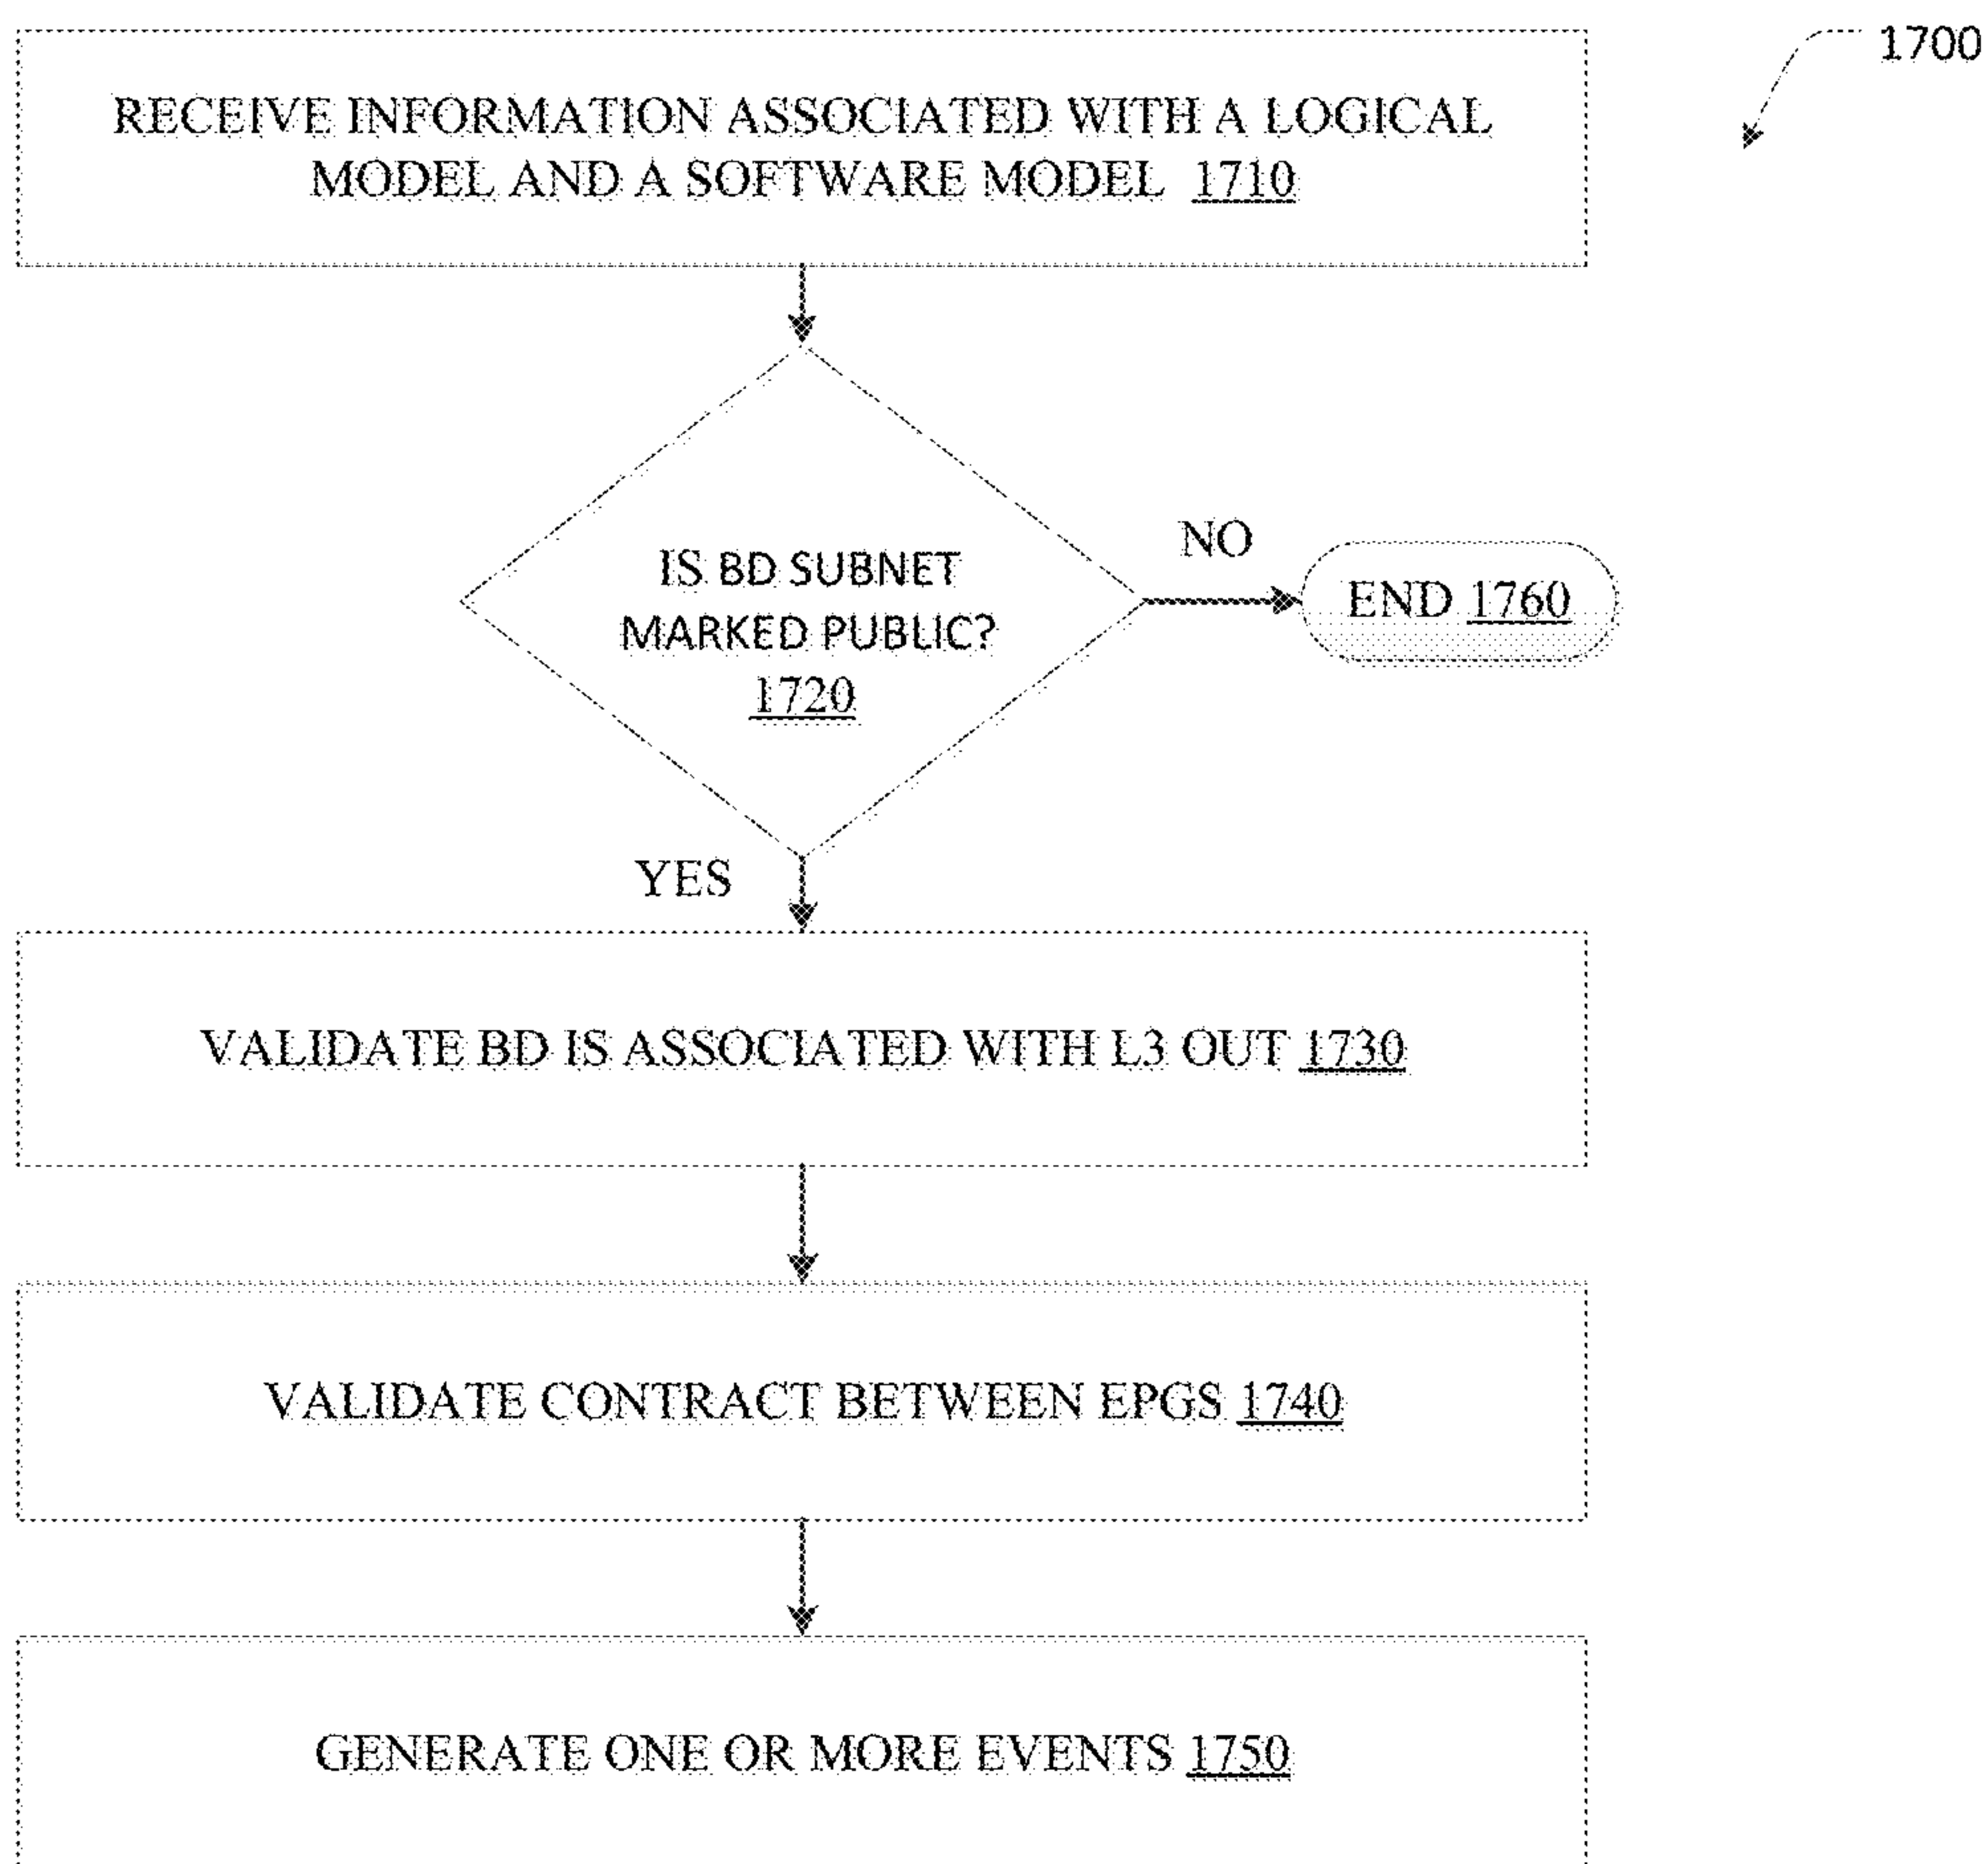 1700
RECEIVE INFORMATION ASSOCIATED WITH A LOGICAL
MODEL AND A SOFTWARE MODEL 1710
IS BD SUBNET
MARKED PUBLIC?
1720
NO
END 1760
YES
VALIDATE BD IS ASSOCIATED WITH L3 OUT 1730
VALIDATE CONTRACT BETWEEN EPGS 1740
GENERATE ONE OR MORE EVENTS 1750